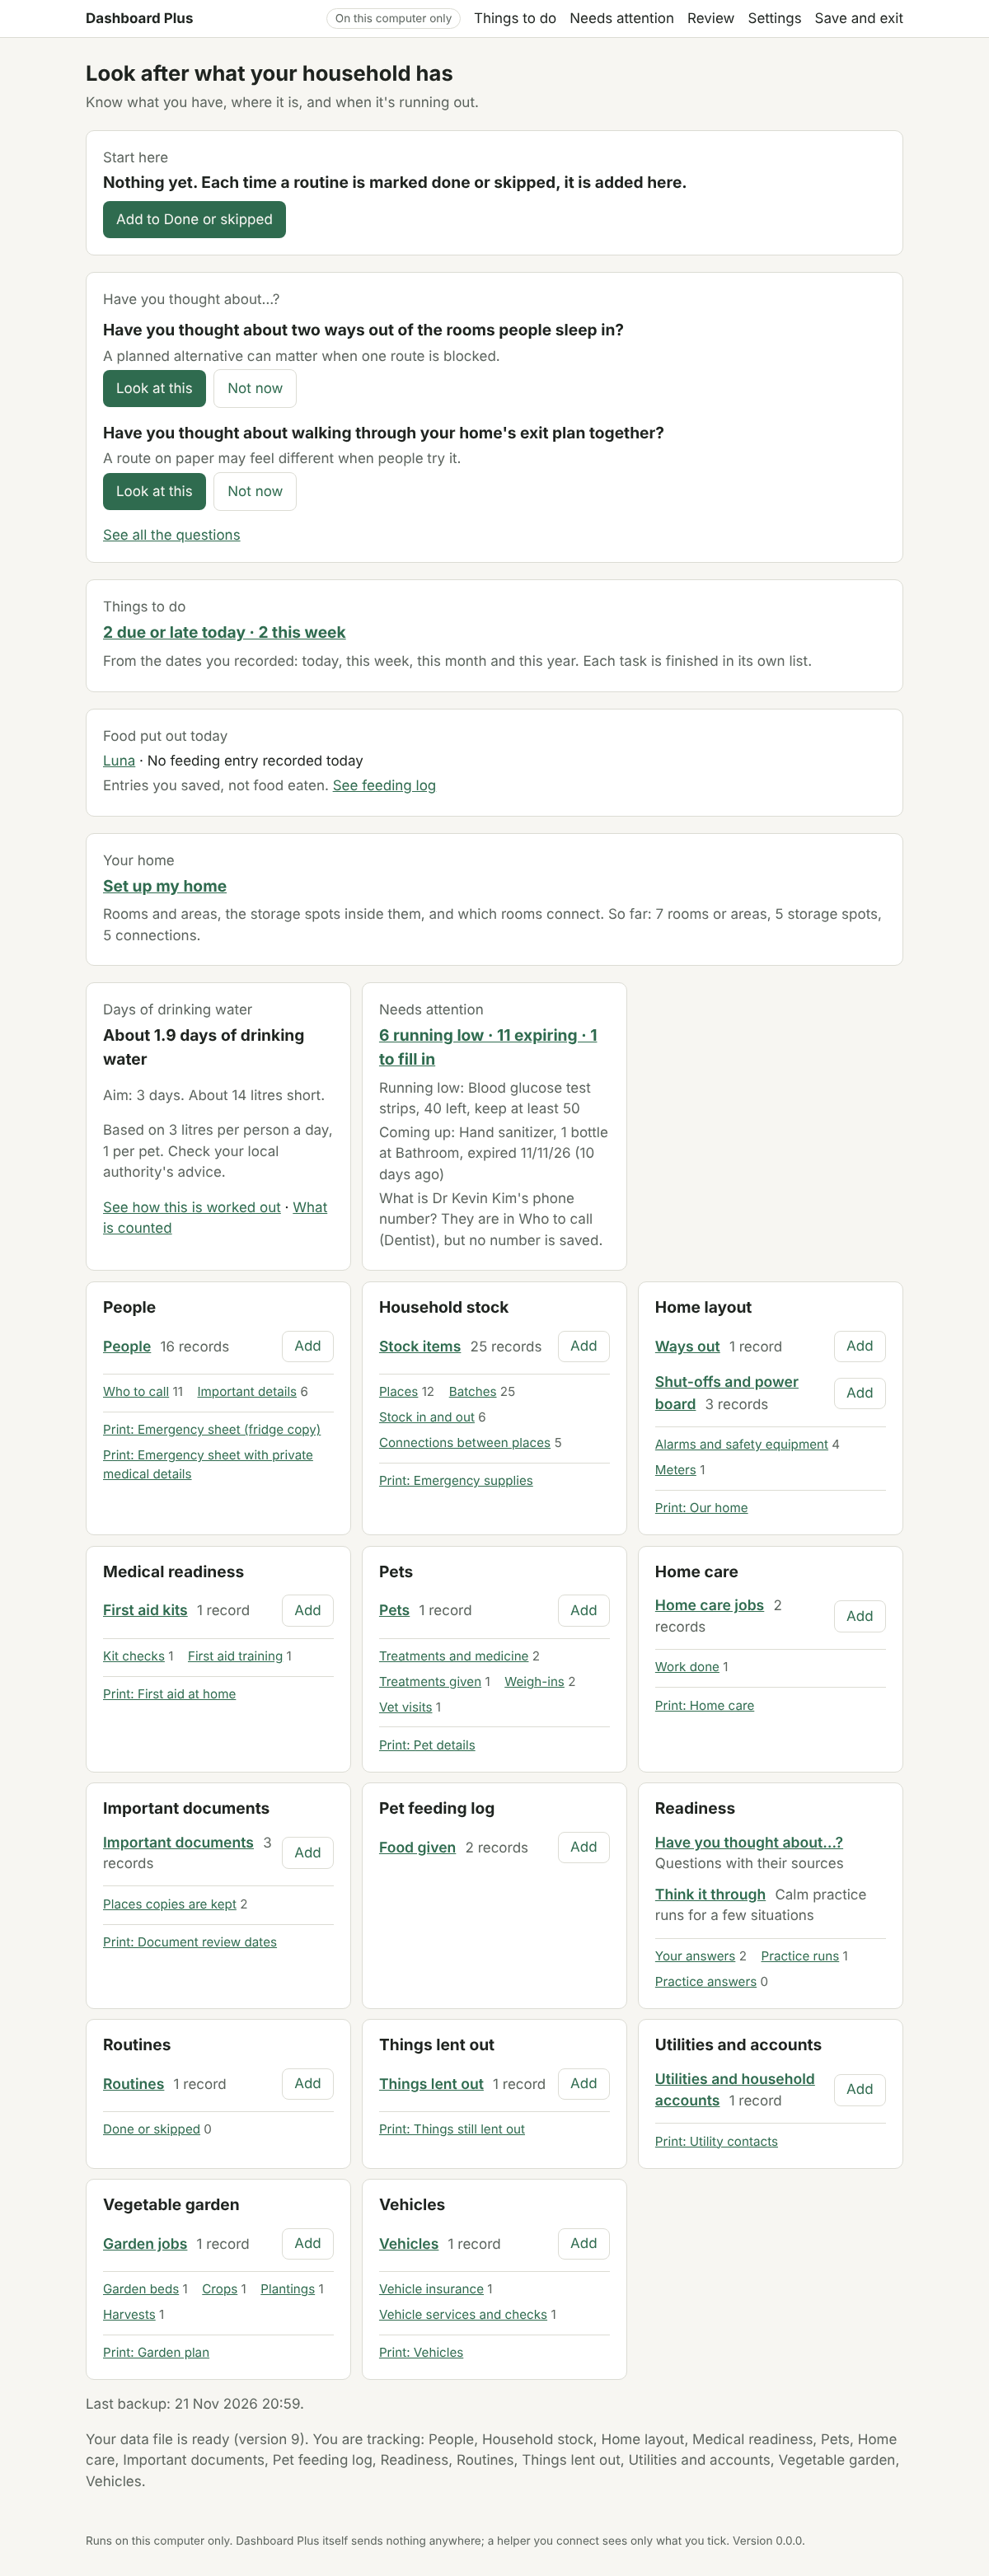 Dashboard Plus
On this computer only
Things to do
Needs attention
Review
Settings
Save and exit
Look after what your household has
Know what you have, where it is, and when it's running out.
Start here
Nothing yet. Each time a routine is marked done or skipped, it is added here.
Add to Done or skipped
Have you thought about...?
Have you thought about two ways out of the rooms people sleep in?
A planned alternative can matter when one route is blocked.
Look at this
Not now
Have you thought about walking through your home's exit plan together?
A route on paper may feel different when people try it.
Look at this
Not now
See all the questions
Things to do
2 due or late today · 2 this week
From the dates you recorded: today, this week, this month and this year. Each task is finished in its own list.
Food put out today
Luna · No feeding entry recorded today
Entries you saved, not food eaten. See feeding log
Your home
Set up my home
Rooms and areas, the storage spots inside them, and which rooms connect. So far: 7 rooms or areas, 5 storage spots,
5 connections.
Days of drinking water
About 1.9 days of drinking
water
Aim: 3 days. About 14 litres short.
Based on 3 litres per person a day,
1 per pet. Check your local
authority's advice.
See how this is worked out · What
is counted
Needs attention
6 running low · 11 expiring · 1
to fill in
Running low: Blood glucose test
strips, 40 left, keep at least 50
Coming up: Hand sanitizer, 1 bottle
at Bathroom, expired 11/11/26 (10
days ago)
What is Dr Kevin Kim's phone
number? They are in Who to call
(Dentist), but no number is saved.
People
People 16 records
Add
Who to call 11 Important details 6
Print: Emergency sheet (fridge copy)
Print: Emergency sheet with private
medical details
Household stock
Stock items 25 records
Add
Places 12 Batches 25
Stock in and out 6
Connections between places 5
Print: Emergency supplies
Home layout
Ways out 1 record
Add
Shut-offs and power
board 3 records
Add
Alarms and safety equipment 4
Meters 1
Print: Our home
Medical readiness
First aid kits 1 record
Add
Kit checks 1 First aid training 1
Print: First aid at home
Pets
Pets 1 record
Add
Treatments and medicine 2
Treatments given 1 Weigh-ins 2
Vet visits 1
Print: Pet details
Home care
Home care jobs 2
records
Add
Work done 1
Print: Home care
Important documents
Important documents 3
records
Add
Places copies are kept 2
Print: Document review dates
Pet feeding log
Food given 2 records
Add
Readiness
Have you thought about...?
Questions with their sources
Think it through Calm practice
runs for a few situations
Your answers 2 Practice runs 1
Practice answers 0
Routines
Routines 1 record
Add
Done or skipped 0
Things lent out
Things lent out 1 record
Add
Print: Things still lent out
Utilities and accounts
Utilities and household
accounts 1 record
Add
Print: Utility contacts
Vegetable garden
Garden jobs 1 record
Add
Garden beds 1 Crops 1 Plantings 1
Harvests 1
Print: Garden plan
Vehicles
Vehicles 1 record
Add
Vehicle insurance 1
Vehicle services and checks 1
Print: Vehicles
Last backup: 21 Nov 2026 20:59.
Your data file is ready (version 9). You are tracking: People, Household stock, Home layout, Medical readiness, Pets, Home
care, Important documents, Pet feeding log, Readiness, Routines, Things lent out, Utilities and accounts, Vegetable garden,
Vehicles.
Runs on this computer only. Dashboard Plus itself sends nothing anywhere; a helper you connect sees only what you tick. Version 0.0.0.